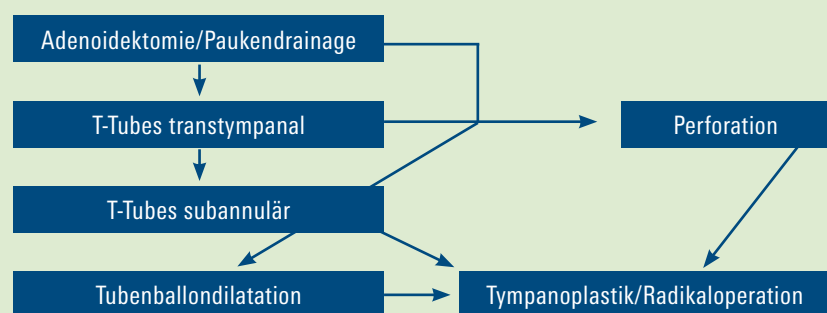 Adenoidektomie/Paukendrainage
T-Tubes transtympanal
Perforation
T-Tubes subannulär
Tubenballondilatation
Tympanoplastik/Radikaloperation